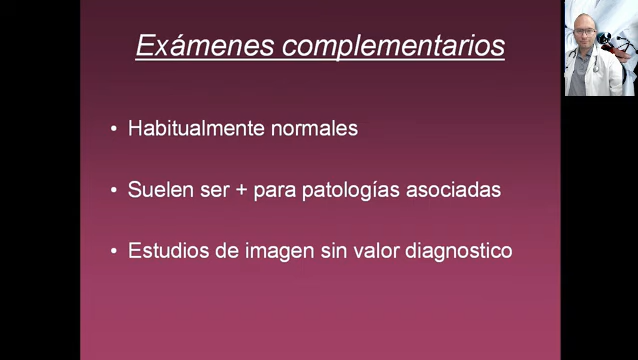 Exámenes complementarios
• Habitualmente normales
• Suelen ser + para patologías asociadas
• Estudios de imagen sin valor diagnostico